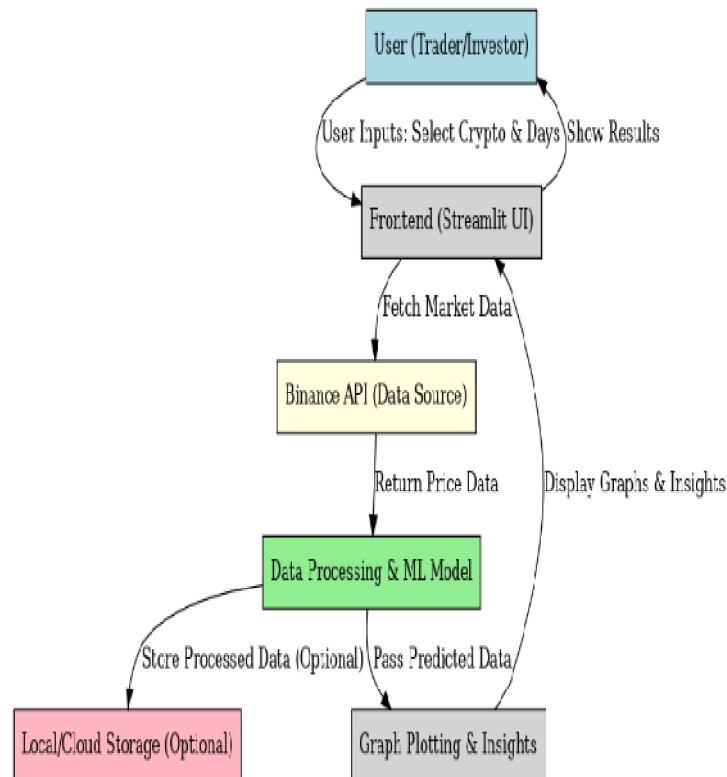 User (Trader/Investor)
User Inputs: Select Crypto & Days
Show Results
Frontend (Streamlit UI)
Fetch Market Data
Binance API (Data Source)
Return Price Data
Display Graphs & Insights
Data Processing & ML Model
Store Processed Data (Optional)
Pass Predicted Data
Local/Cloud Storage (Optional)
Graph Plotting & Insights